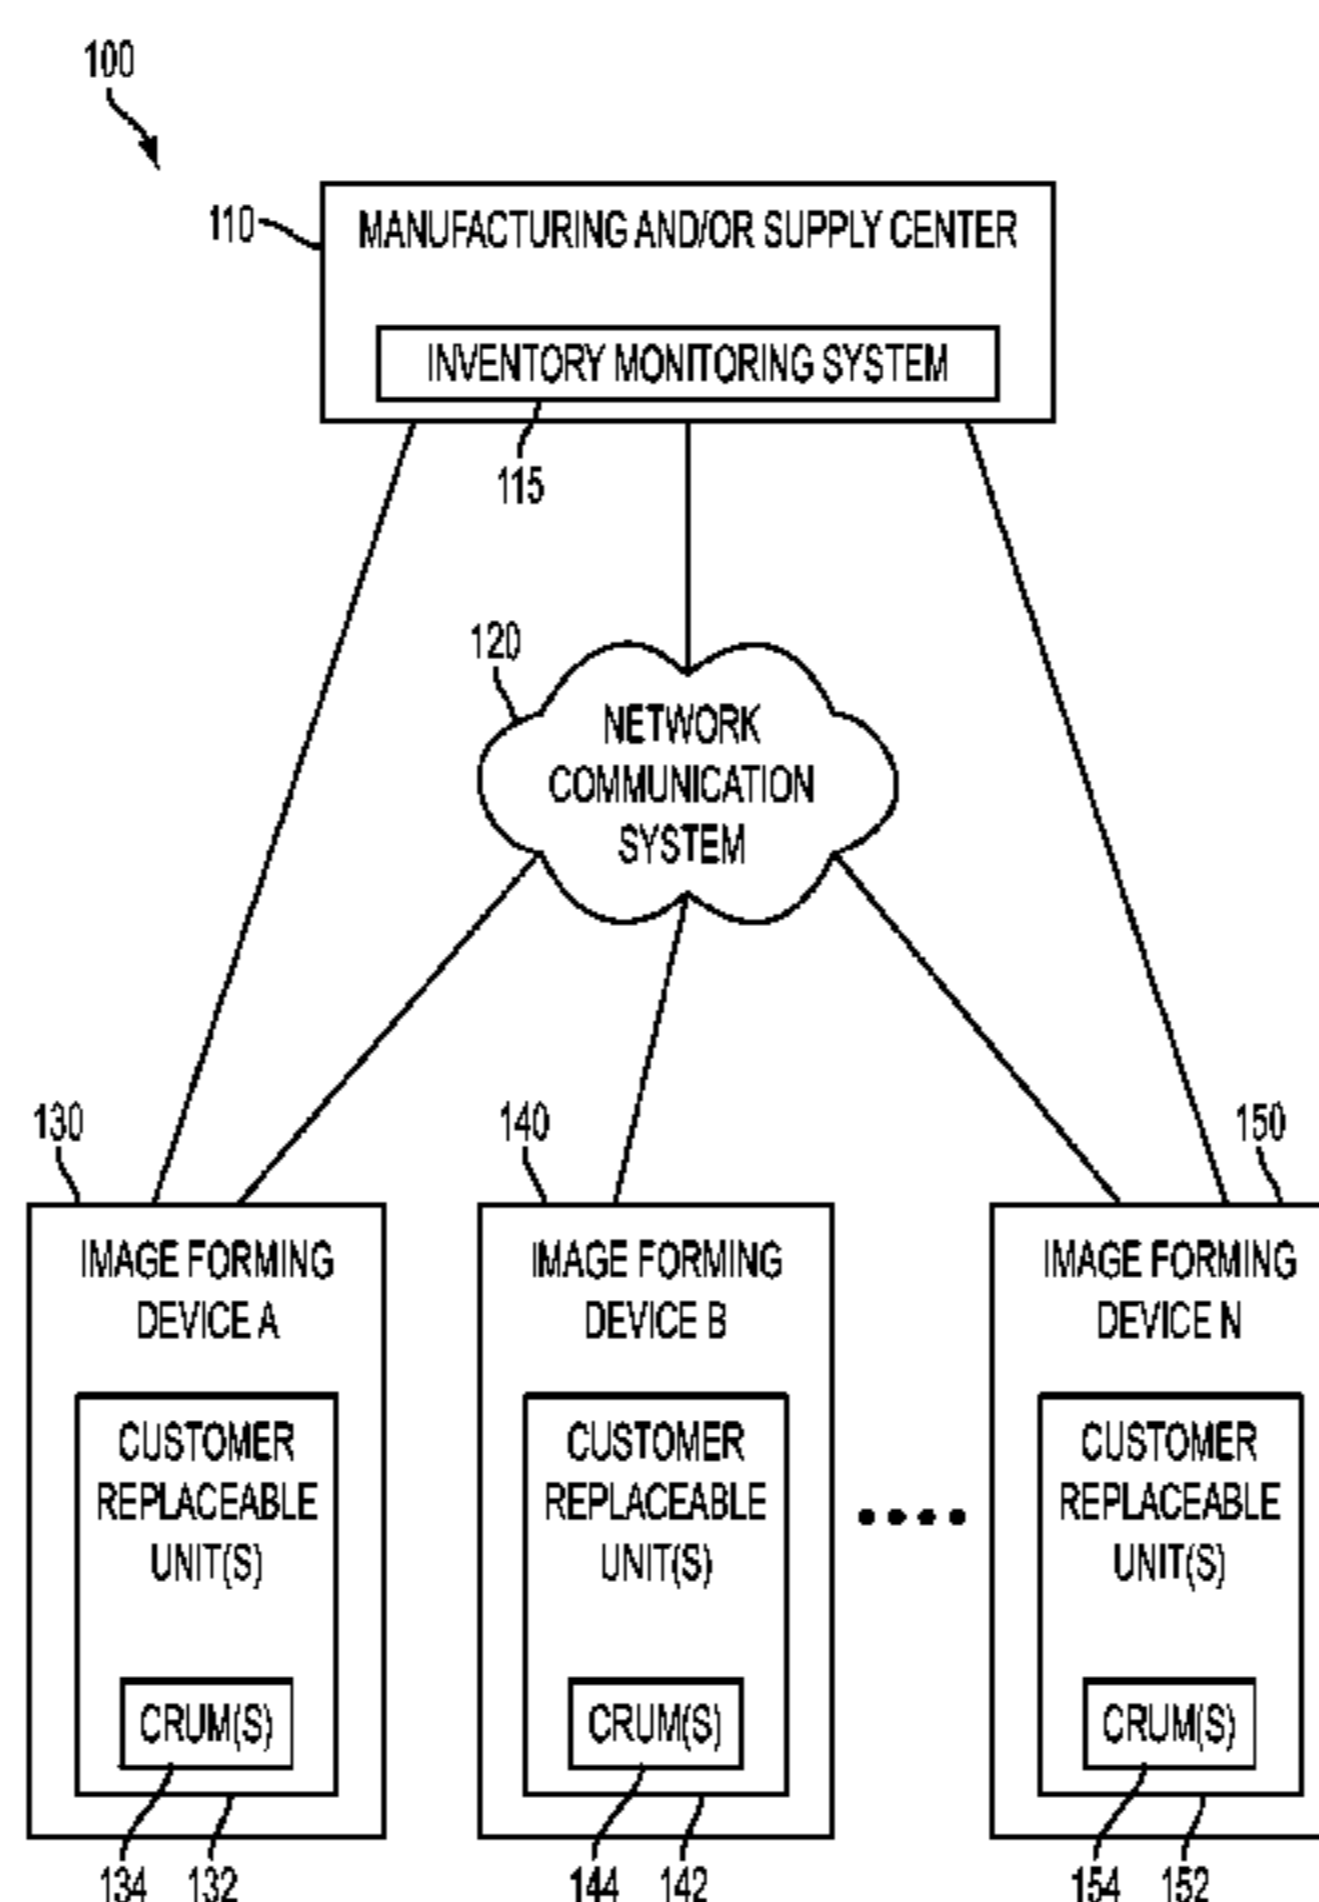 100
110
MANUFACTURING AND/OR SUPPLY CENTER
INVENTORY MONITORING SYSTEM
115
120
NETWORK
COMMUNICATION
SYSTEM
130
IMAGE FORMING
DEVICE A
CUSTOMER
REPLACEABLE
UNIT(S)
CRUM(S)
134
132
140
IMAGE FORMING
DEVICE B
CUSTOMER
REPLACEABLE
UNIT(S)
CRUM(S)
144
142
150
IMAGE FORMING
DEVICE N
CUSTOMER
REPLACEABLE
UNIT(S)
CRUM(S)
154
152